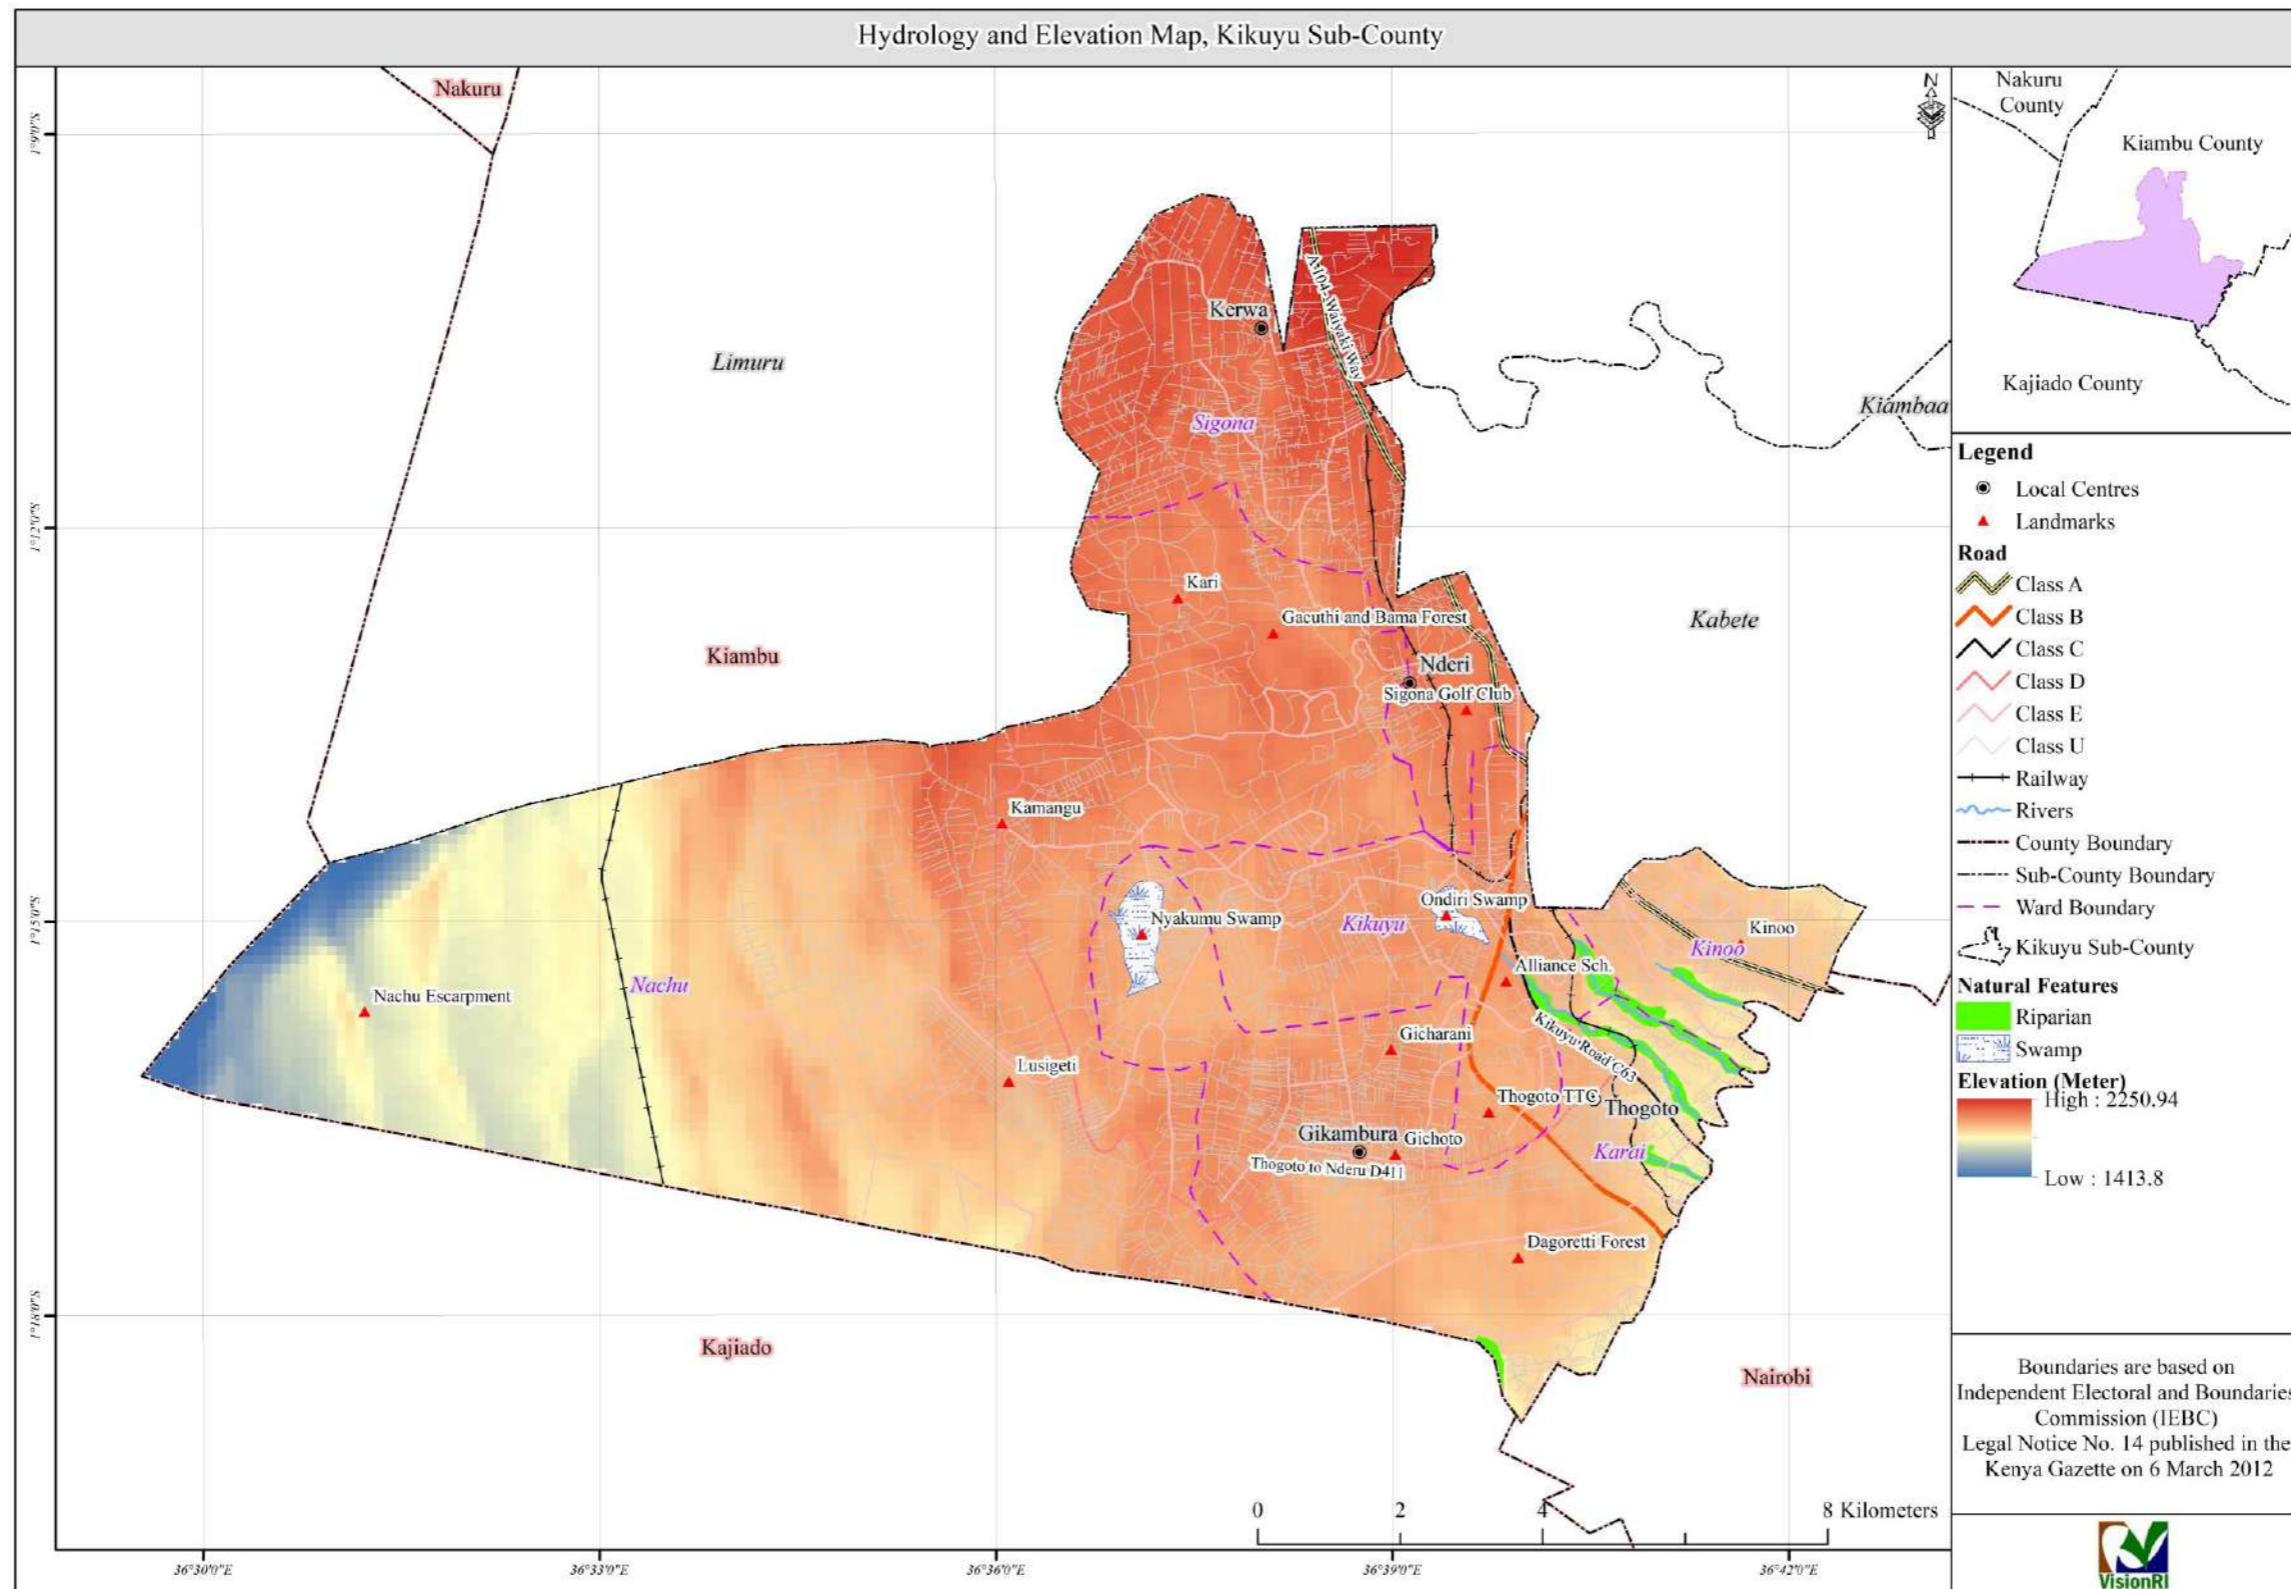 Hydrology and Elevation Map, Kikuyu Sub-County
Nakuru
N
Limuru
Kerwa
A104-Waiyaki Way
Sigona
Kiambaa
Kari
Gacuthi and Bama Forest
Kabete
Kiambu
Nderi
Sigona Golf Club
Kamangu
Ondiri Swamp
Nyakumu Swamp
Kikuyu
Kinoo
Kinoo
Nachu
Alliance Sch.
Nachu Escarpment
Kikuyu Road C63
Gicharani
Lusigeti
Thogoto TTC
Thogoto
Gikambura
Gichoto
Karai
Thogoto to Nderu D411
Dagoretti Forest
Kajiado
Nairobi
0 2 4 8 Kilometers
1°9'0"S
1°12'0"S
1°15'0"S
1°18'0"S
36°30'0"E
36°33'0"E
36°36'0"E
36°39'0"E
36°42'0"E
Nakuru
County
Kiambu County
Kajiado County
Legend
Local Centres
Landmarks
Road
Class A
Class B
Class C
Class D
Class E
Class U
Railway
Rivers
County Boundary
Sub-County Boundary
Ward Boundary
Kikuyu Sub-County
Natural Features
Riparian
Swamp
Elevation (Meter)
High : 2250.94
Low : 1413.8
Boundaries are based on
Independent Electoral and Boundaries
Commission (IEBC)
Legal Notice No. 14 published in the
Kenya Gazette on 6 March 2012
VisionRI